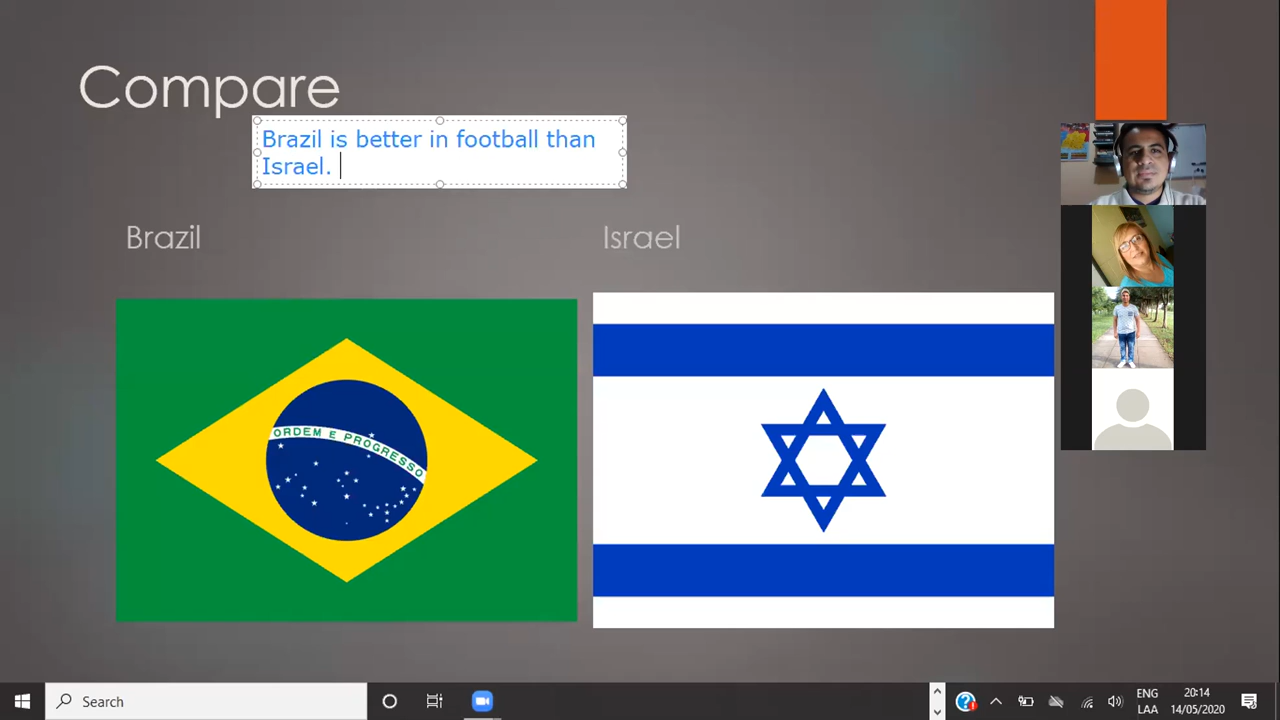 Compare
Brazil is better in football than
Israel.
Brazil
Israel
ORDEM E PROGRESSO
Search
ENG
LAA
20:14
14/05/2020